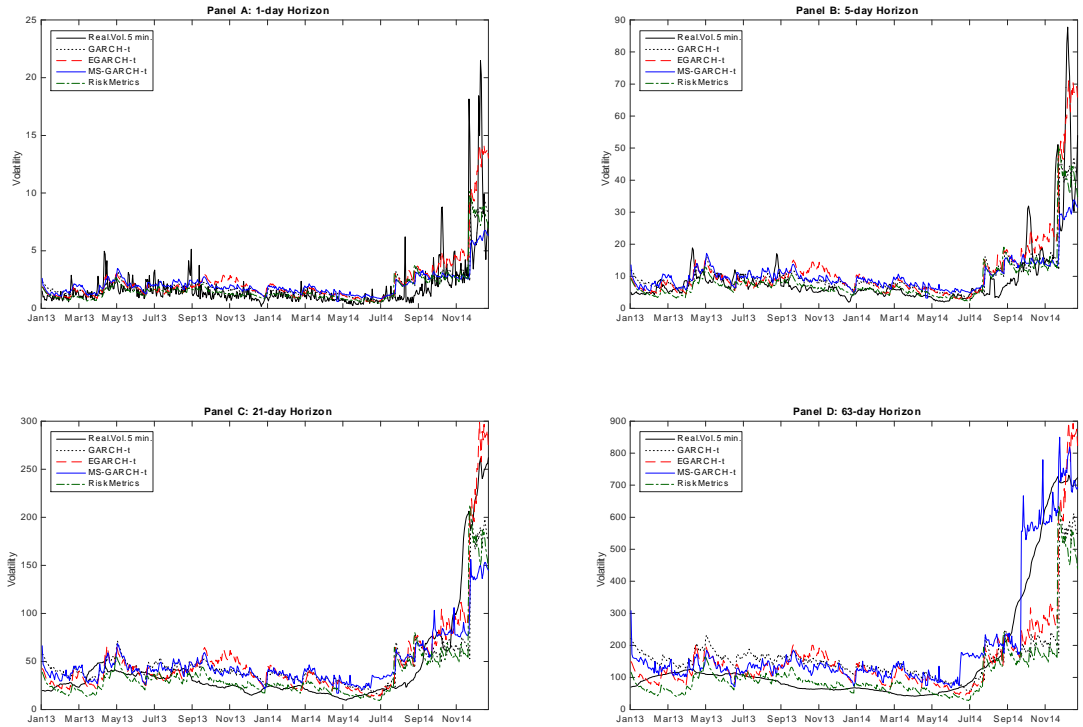 Panel A: 1-day Horizon
25
20
15
10
5
0
Volatility
Real.Vol.5 min.
GARCH-t
EGARCH-t
MS-GARCH-t
RiskMetrics
Jan13 Mar13 May13 Jul13 Sep13 Nov13 Jan14 Mar14 May14 Jul14 Sep14 Nov14
Panel B: 5-day Horizon
90
80
70
60
50
40
30
20
10
0
Volatility
Real.Vol.5 min.
GARCH-t
EGARCH-t
MS-GARCH-t
RiskMetrics
Jan13 Mar13 May13 Jul13 Sep13 Nov13 Jan14 Mar14 May14 Jul14 Sep14 Nov14
Panel C: 21-day Horizon
300
250
200
150
100
50
0
Volatility
Real.Vol.5 min.
GARCH-t
EGARCH-t
MS-GARCH-t
RiskMetrics
Jan13 Mar13 May13 Jul13 Sep13 Nov13 Jan14 Mar14 May14 Jul14 Sep14 Nov14
Panel D: 63-day Horizon
900
800
700
600
500
400
300
200
100
0
Volatility
Real.Vol.5 min.
GARCH-t
EGARCH-t
MS-GARCH-t
RiskMetrics
Jan13 Mar13 May13 Jul13 Sep13 Nov13 Jan14 Mar14 May14 Jul14 Sep14 Nov14